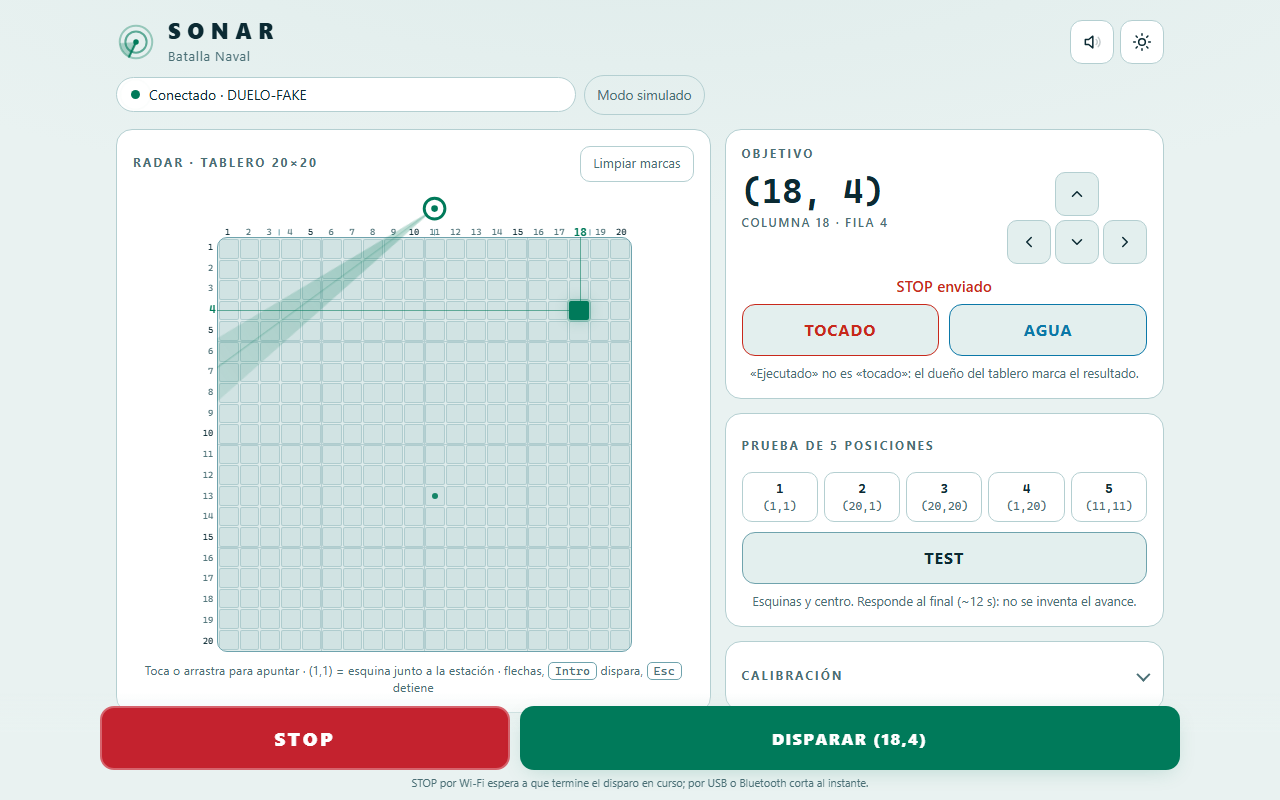 SONAR
Batalla Naval
Conectado · DUELO-FAKE
Modo simulado
RADAR · TABLERO 20×20
Limpiar marcas
1 2 3 4 5 6 7 8 9 10 11 12 13 14 15 16 17 18 19 20
1
2
3
4
5
6
7
8
9
10
11
12
13
14
15
16
17
18
19
20
Toca o arrastra para apuntar · (1,1) = esquina junto a la estación · flechas, Intro dispara, Esc
detiene
OBJETIVO
(18, 4)
COLUMNA 18 · FILA 4
STOP enviado
TOCADO
AGUA
«Ejecutado» no es «tocado»: el dueño del tablero marca el resultado.
PRUEBA DE 5 POSICIONES
1 2 3 4 5
(1,1) (20,1) (20,20) (1,20) (11,11)
TEST
Esquinas y centro. Responde al final (~12 s): no se inventa el avance.
CALIBRACIÓN
STOP
DISPARAR (18,4)
STOP por Wi-Fi espera a que termine el disparo en curso; por USB o Bluetooth corta al instante.